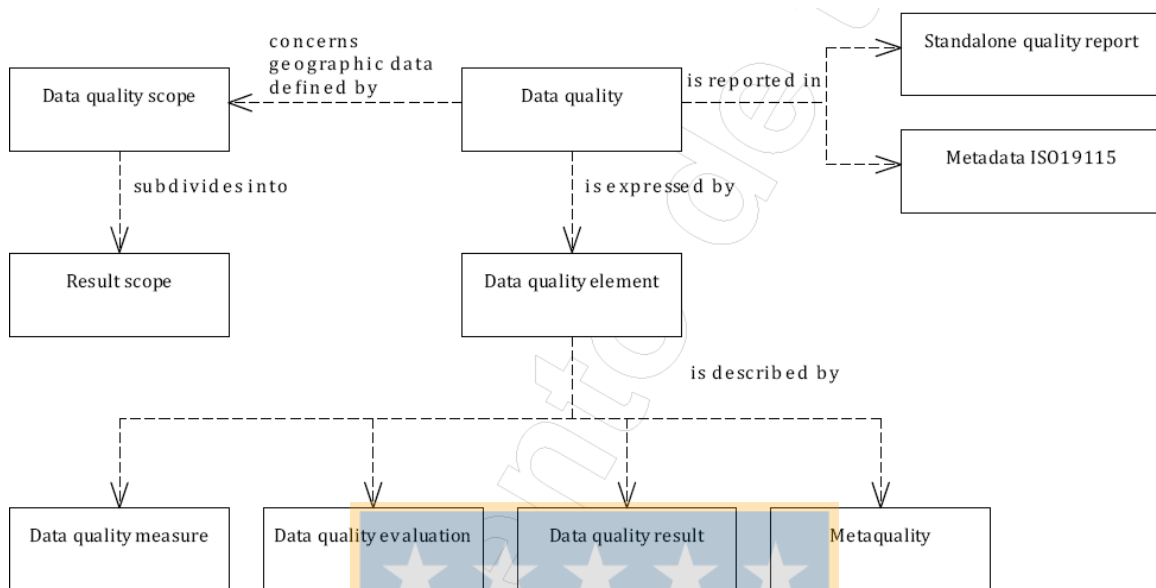 concerns
geographic data
defined by
Data quality scope
Data quality
is reported in
Standalone quality report
Metadata ISO19115
subdivides into
is expressed by
Result scope
Data quality element
is described by
Data quality measure
Data quality evaluation
Data quality result
Metaquality